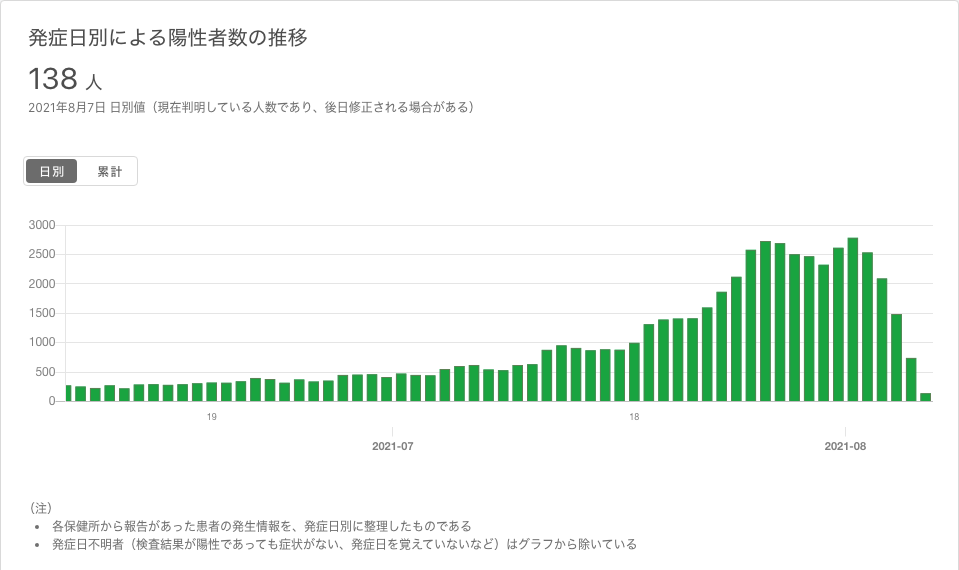 発症日別による陽性者数の推移
138 人
2021年8月7日 日別値（現在判明している人数であり、後日修正される場合がある）
日別 累計
3000
2500
2000
1500
1000
500
0
19 18
2021-07 2021-08
（注）
• 各保健所から報告があった患者の発生情報を、発症日別に整理したものである
• 発症日不明者（検査結果が陽性であっても症状がない、発症日を覚えていないなど）はグラフから除いている